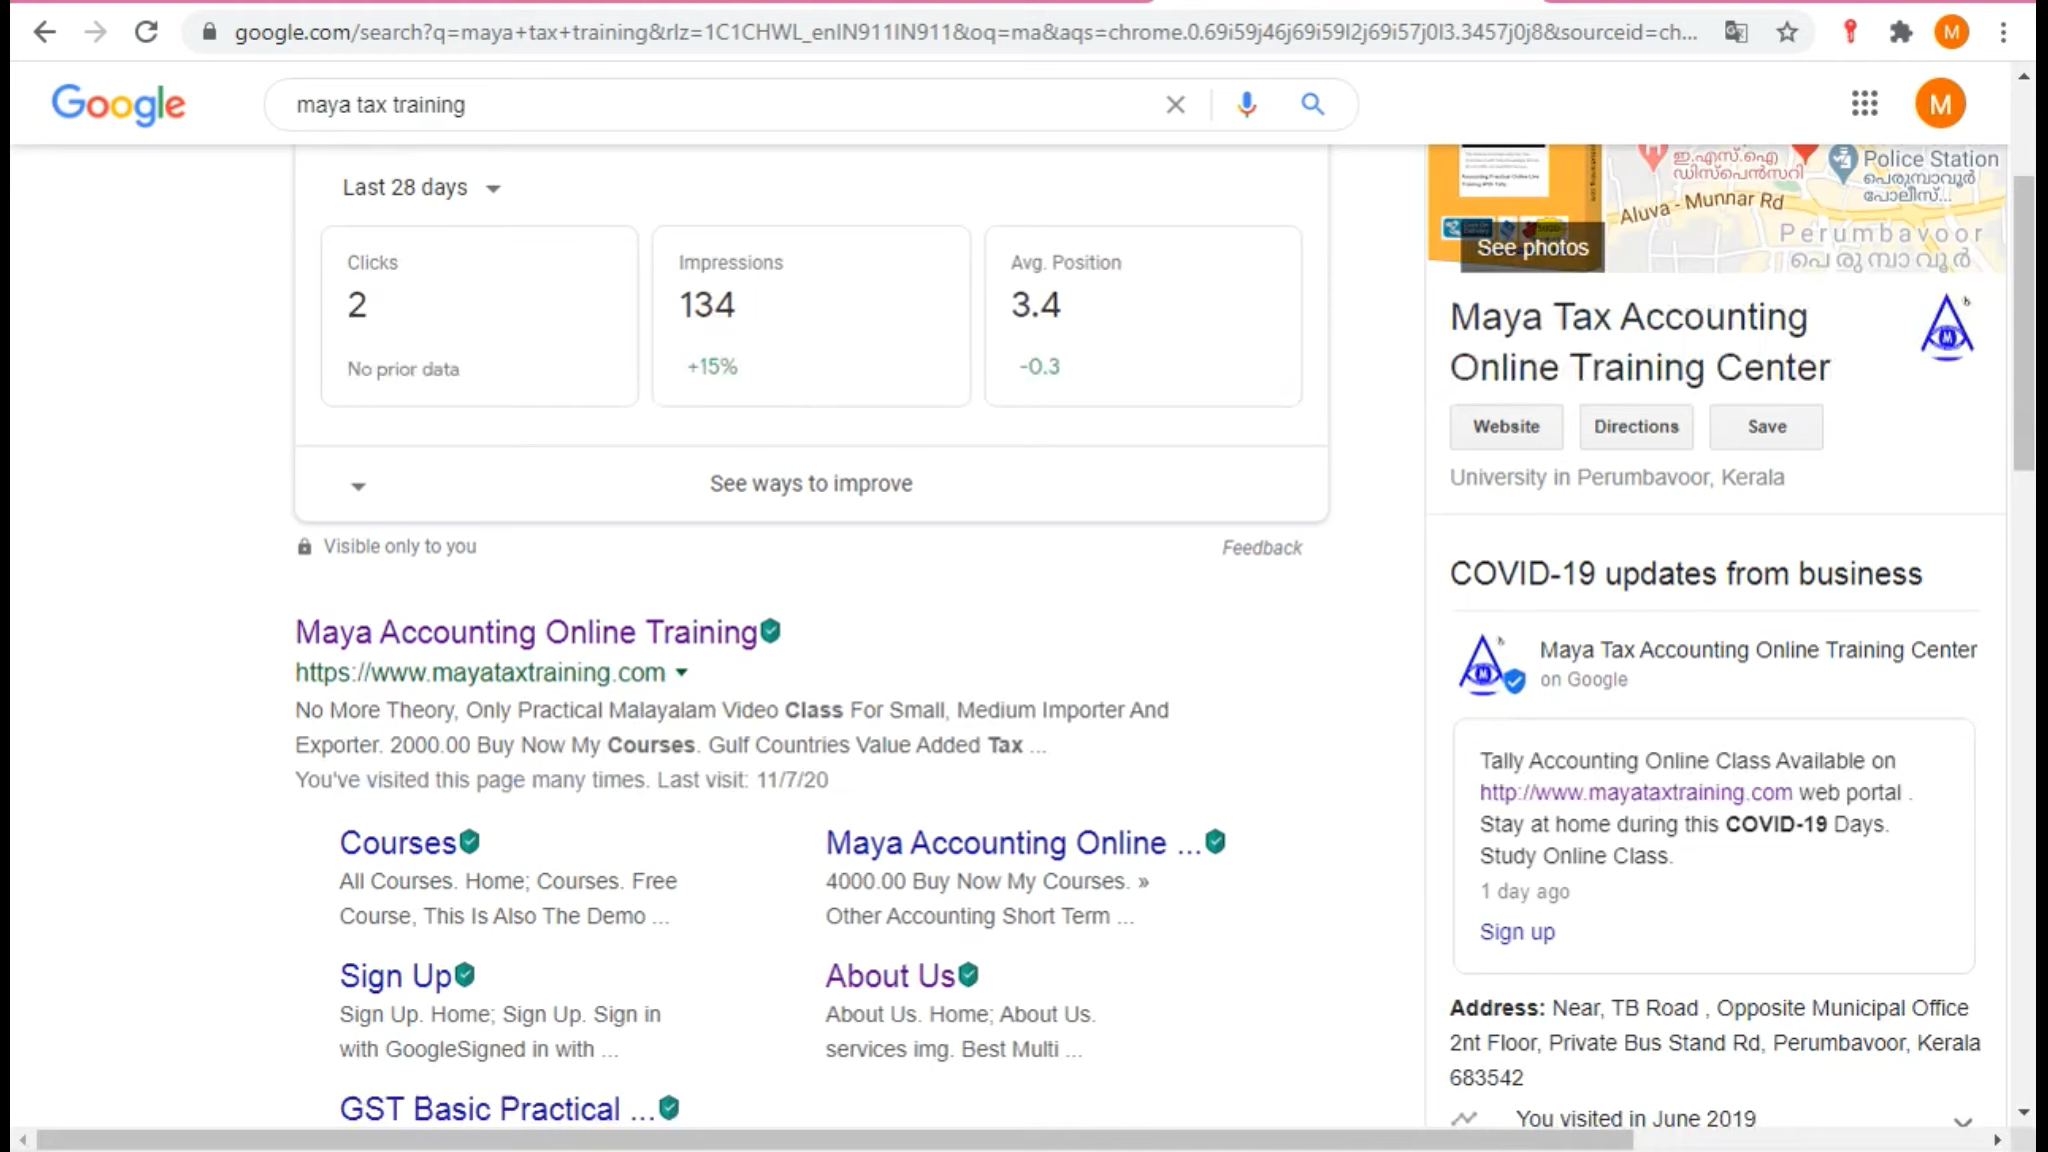 google.com/search?q=maya+tax+training&rlz=1C1CHWL_enIN911IN911&oq=ma&aqs=chrome.0.69i59j46j69i59l2j69i57j0l3.3457j0j8&sourceid=ch...
M
Google
maya tax training
M
Last 28 days
Clicks
2
No prior data
Impressions
134
+15%
Avg. Position
3.4
-0.3
See ways to improve
Visible only to you
Feedback
Maya Accounting Online Training
https://www.mayataxtraining.com
No More Theory, Only Practical Malayalam Video Class For Small, Medium Importer And
Exporter. 2000.00 Buy Now My Courses. Gulf Countries Value Added Tax ...
You've visited this page many times. Last visit: 11/7/20
Courses
All Courses. Home; Courses. Free
Course, This Is Also The Demo ...
Maya Accounting Online ...
4000.00 Buy Now My Courses. »
Other Accounting Short Term ...
Sign Up
Sign Up. Home; Sign Up. Sign in
with GoogleSigned in with ...
About Us
About Us. Home; About Us.
services img. Best Multi ...
GST Basic Practical ...
See photos
ഇ.എസ്.ഐ
ഡിസ്പെൻസറി
Police Station
പെരുമ്പാവൂർ
പോലീസ്...
Aluva - Munnar Rd
Perumbavoor
പെരുമ്പാവൂർ
Maya Tax Accounting
Online Training Center
Website
Directions
Save
University in Perumbavoor, Kerala
COVID-19 updates from business
Maya Tax Accounting Online Training Center
on Google
Tally Accounting Online Class Available on
http://www.mayataxtraining.com web portal .
Stay at home during this COVID-19 Days.
Study Online Class.
1 day ago
Sign up
Address: Near, TB Road , Opposite Municipal Office
2nt Floor, Private Bus Stand Rd, Perumbavoor, Kerala
683542
You visited in June 2019